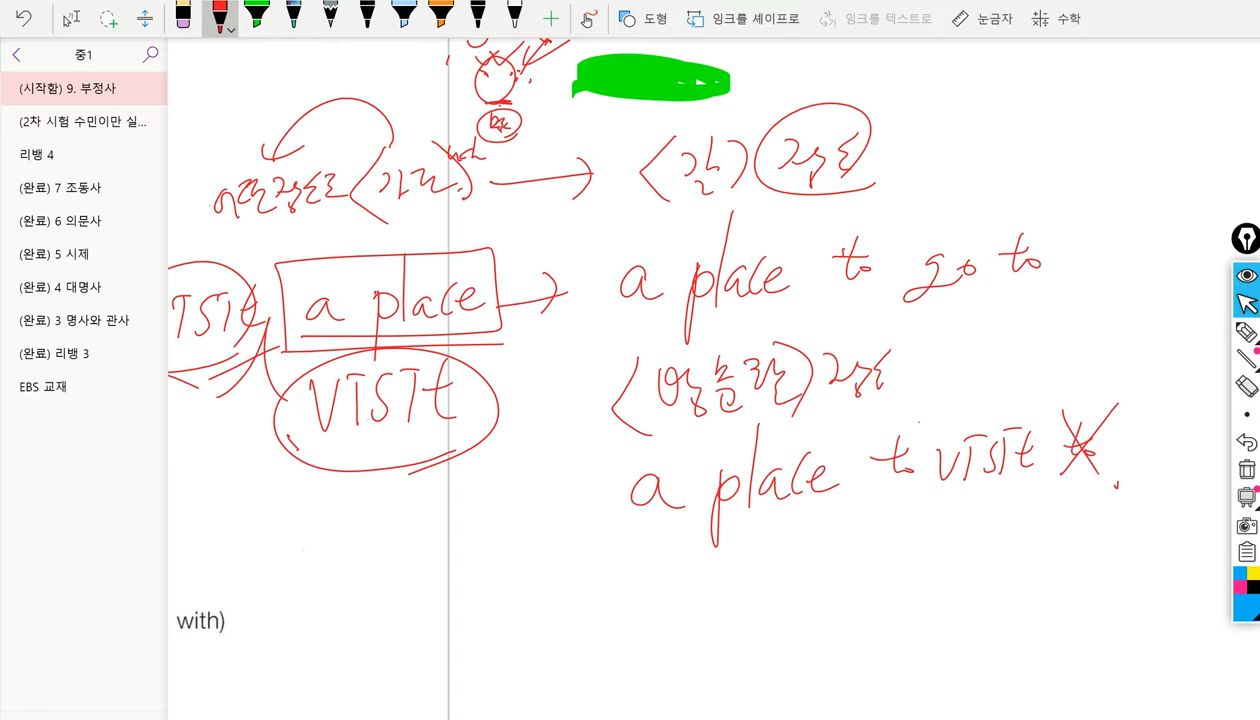 도형 잉크를 셰이프로 잉크를 텍스트로 눈금자 수학
중1
(시작함) 9. 부정사
(2차 시험 수민이만 실...
리뱅 4
(완료) 7 조동사
(완료) 6 의문사
(완료) 5 시제
(완료) 4 대명사
(완료) 3 명사와 관사
(완료) 리뱅 3
EBS 교재
<갈) 장소
a place
a place to go to
VISIt
VISIt
<방문할) 장소
a place to VISIt to
with)